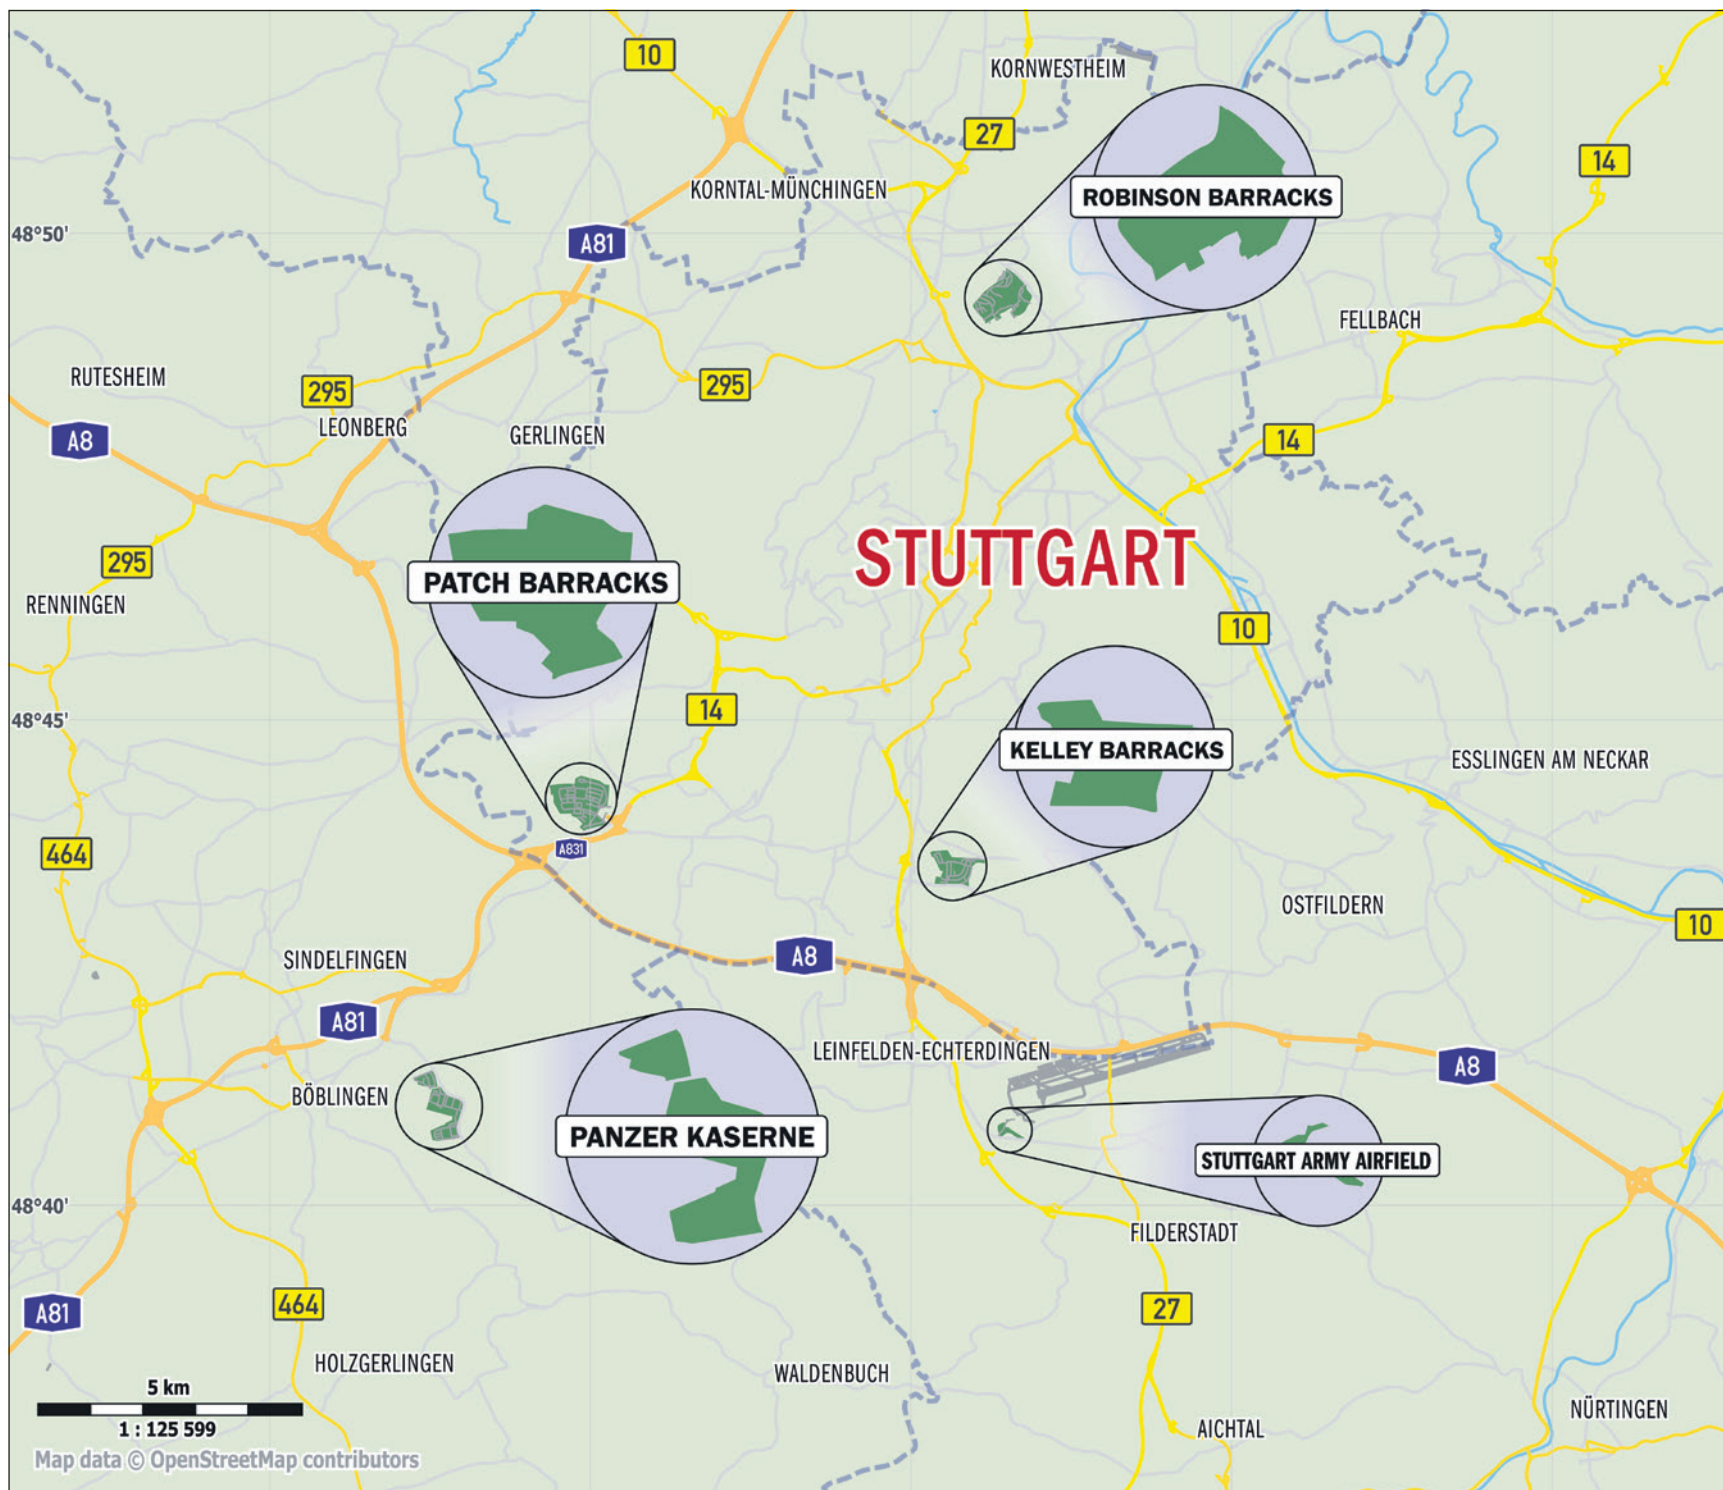 10
KORNWESTHEIM
27
14
KORNTAL-MÜNCHINGEN
ROBINSON BARRACKS
48°50'
A81
FELLBACH
RUTESHEIM
295
295
LEONBERG
GERLINGEN
A8
14
STUTTGART
295
PATCH BARRACKS
RENNINGEN
10
14
48°45'
KELLEY BARRACKS
ESSLINGEN AM NECKAR
464
A831
OSTFILDERN
10
SINDELFINGEN
A8
A81
LEINFELDEN-ECHTERDINGEN
A8
BÖBLINGEN
PANZER KASERNE
STUTTGART ARMY AIRFIELD
48°40'
FILDERSTADT
A81
464
27
HOLZGERLINGEN
WALDENBUCH
5 km
1 : 125 599
NÜRTINGEN
AICHTAL
Map data © OpenStreetMap contributors